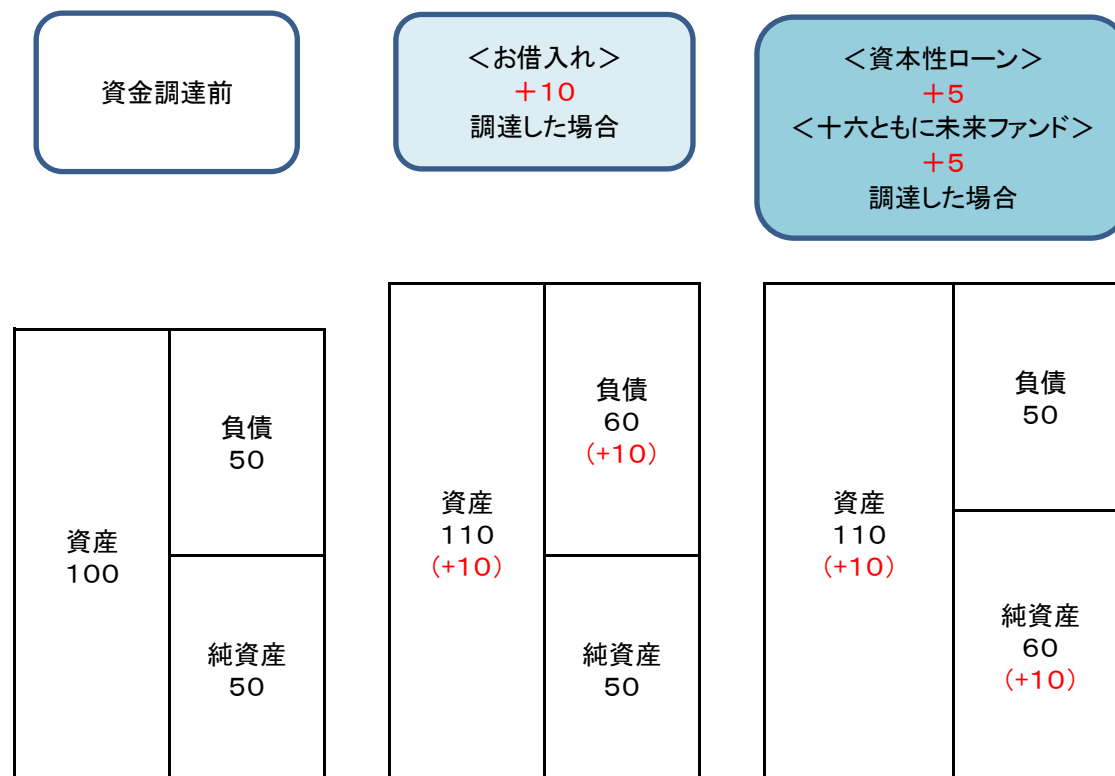 資金調達前
＜お借入れ＞
＋１０
調達した場合
＜資本性ローン＞
＋５
＜十六ともに未来ファンド＞
＋５
調達した場合
資産
100
負債
50
純資産
50
資産
110
(+10)
負債
60
(+10)
純資産
50
資産
110
(+10)
負債
50
純資産
60
(+10)